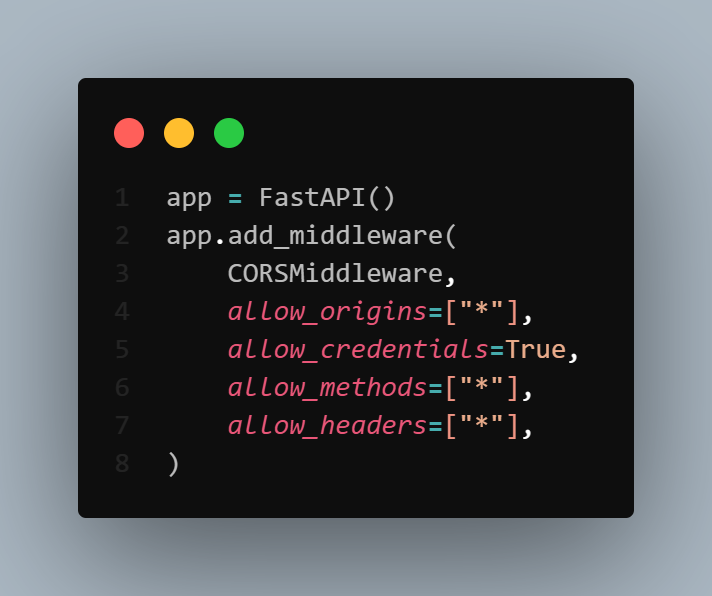 1 app = FastAPI()
2 app.add_middleware(
3     CORSMiddleware,
4     allow_origins=["*"],
5     allow_credentials=True,
6     allow_methods=["*"],
7     allow_headers=["*"],
8 )